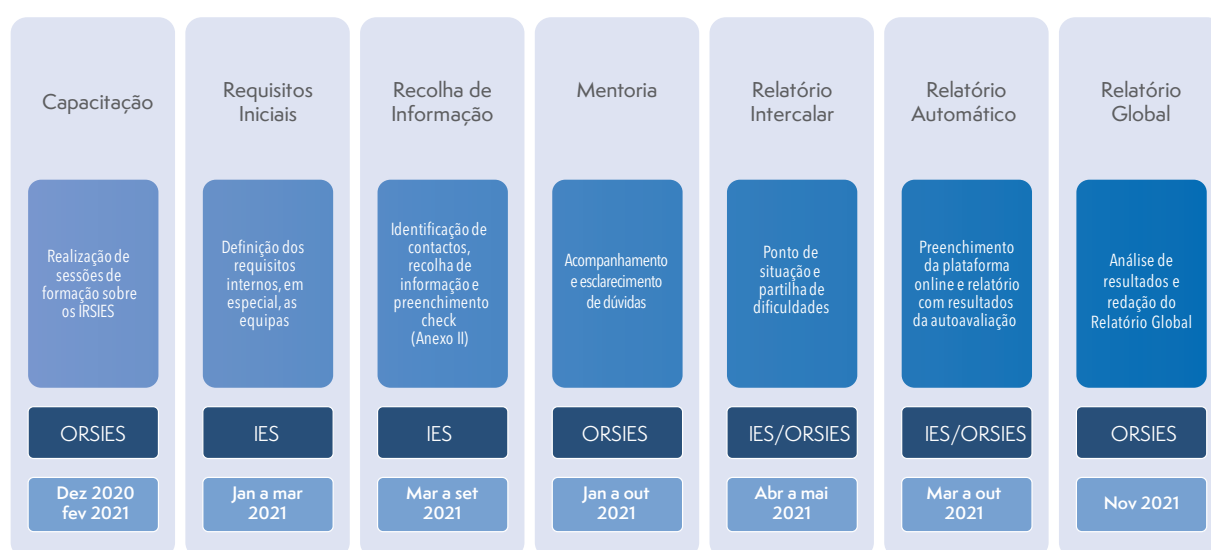 Capacitação
Realização de
sessões de
formação sobre
os IRSIES
ORSIES
Dez 2020
fev 2021
Requisitos
Iniciais
Definição dos
requisitos
internos, em
especial, as
equipas
IES
Jan a mar
2021
Recolha de
Informação
Identificação de
contactos,
recolha de
informação e
preenchimento
check
(Anexo II)
IES
Mar a set
2021
Mentoria
Acompanhamento
e esclarecimento
de dúvidas
ORSIES
Jan a out
2021
Relatório
Intercalar
Ponto de
situação e
partilha de
dificuldades
IES/ORSIES
Abr a mai
2021
Relatório
Automático
Preenchimento
da plataforma
online e relatório
com resultados
da autoavaliação
IES/ORSIES
Mar a out
2021
Relatório
Global
Análise de
resultados e
redação do
Relatório Global
ORSIES
Nov 2021